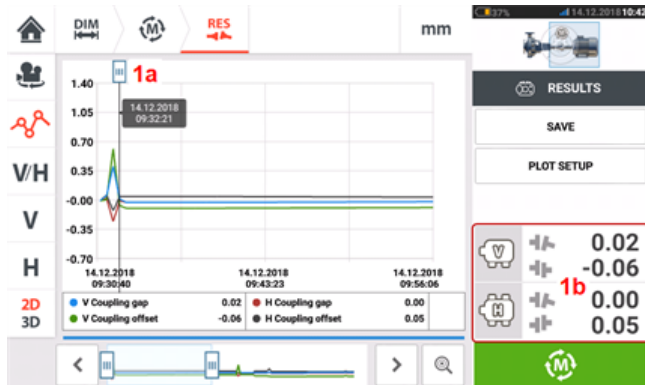 37% 14.12.2018 10:42
DIM RES mm
1a
14.12.2018
09:32:21
1.40
1.05
0.70
0.35
-0.00
-0.35
-0.70
14.12.2018 14.12.2018 14.12.2018
09:30:40 09:43:23 09:56:06
V Coupling gap 0.02 H Coupling gap 0.00
V Coupling offset -0.06 H Coupling offset 0.05
M
V/H
V
H
2D
3D
RESULTS
SAVE
PLOT SETUP
V 0.02
-0.06
1b
H 0.00
0.05
M